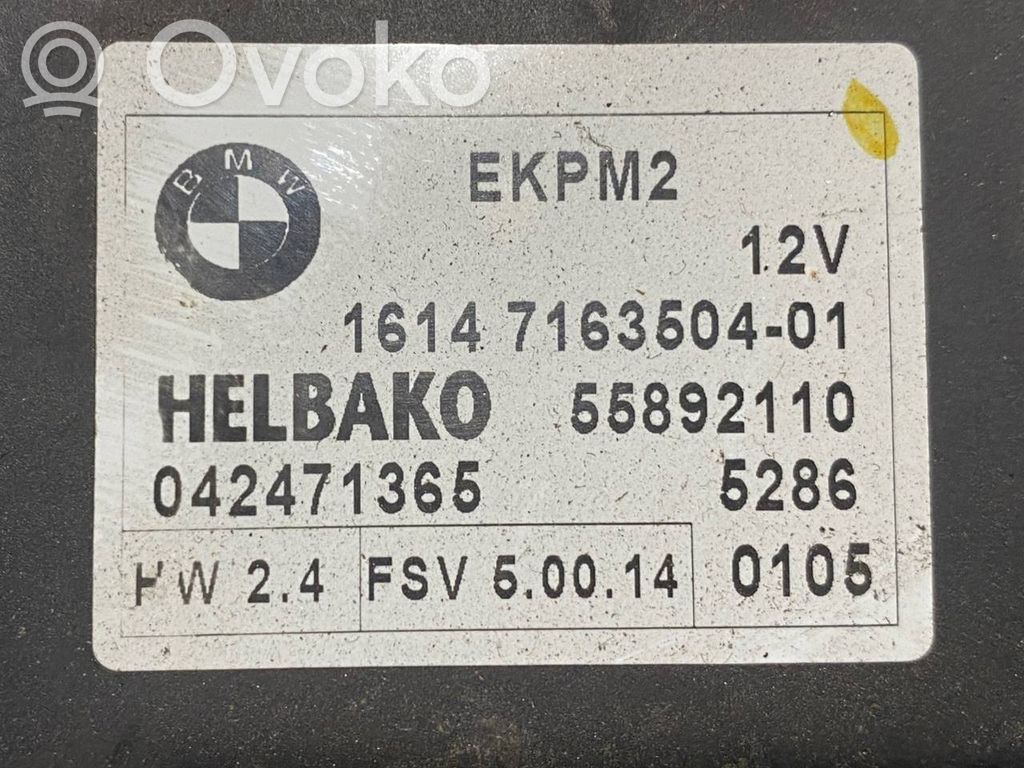 Ovoko
BMW
EKPM2
12V
1614 7163504-01
HELBAKO 55892110
042471365 5286
HW 2.4 FSV 5.00.14 0105